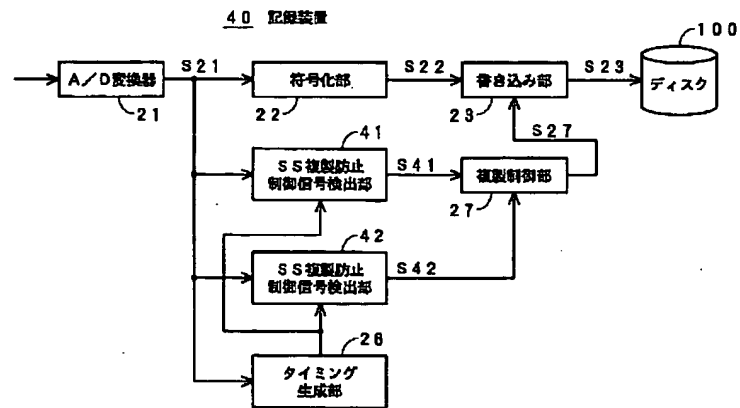 40 記録装置
100
A/D変換器
S21
符号化部
S22
書き込み部
S23
ディスク
21
22
23
S27
41
SS複製防止
制御信号検出部
S41
複製制御部
27
42
SS複製防止
制御信号検出部
S42
26
タイミング
生成部